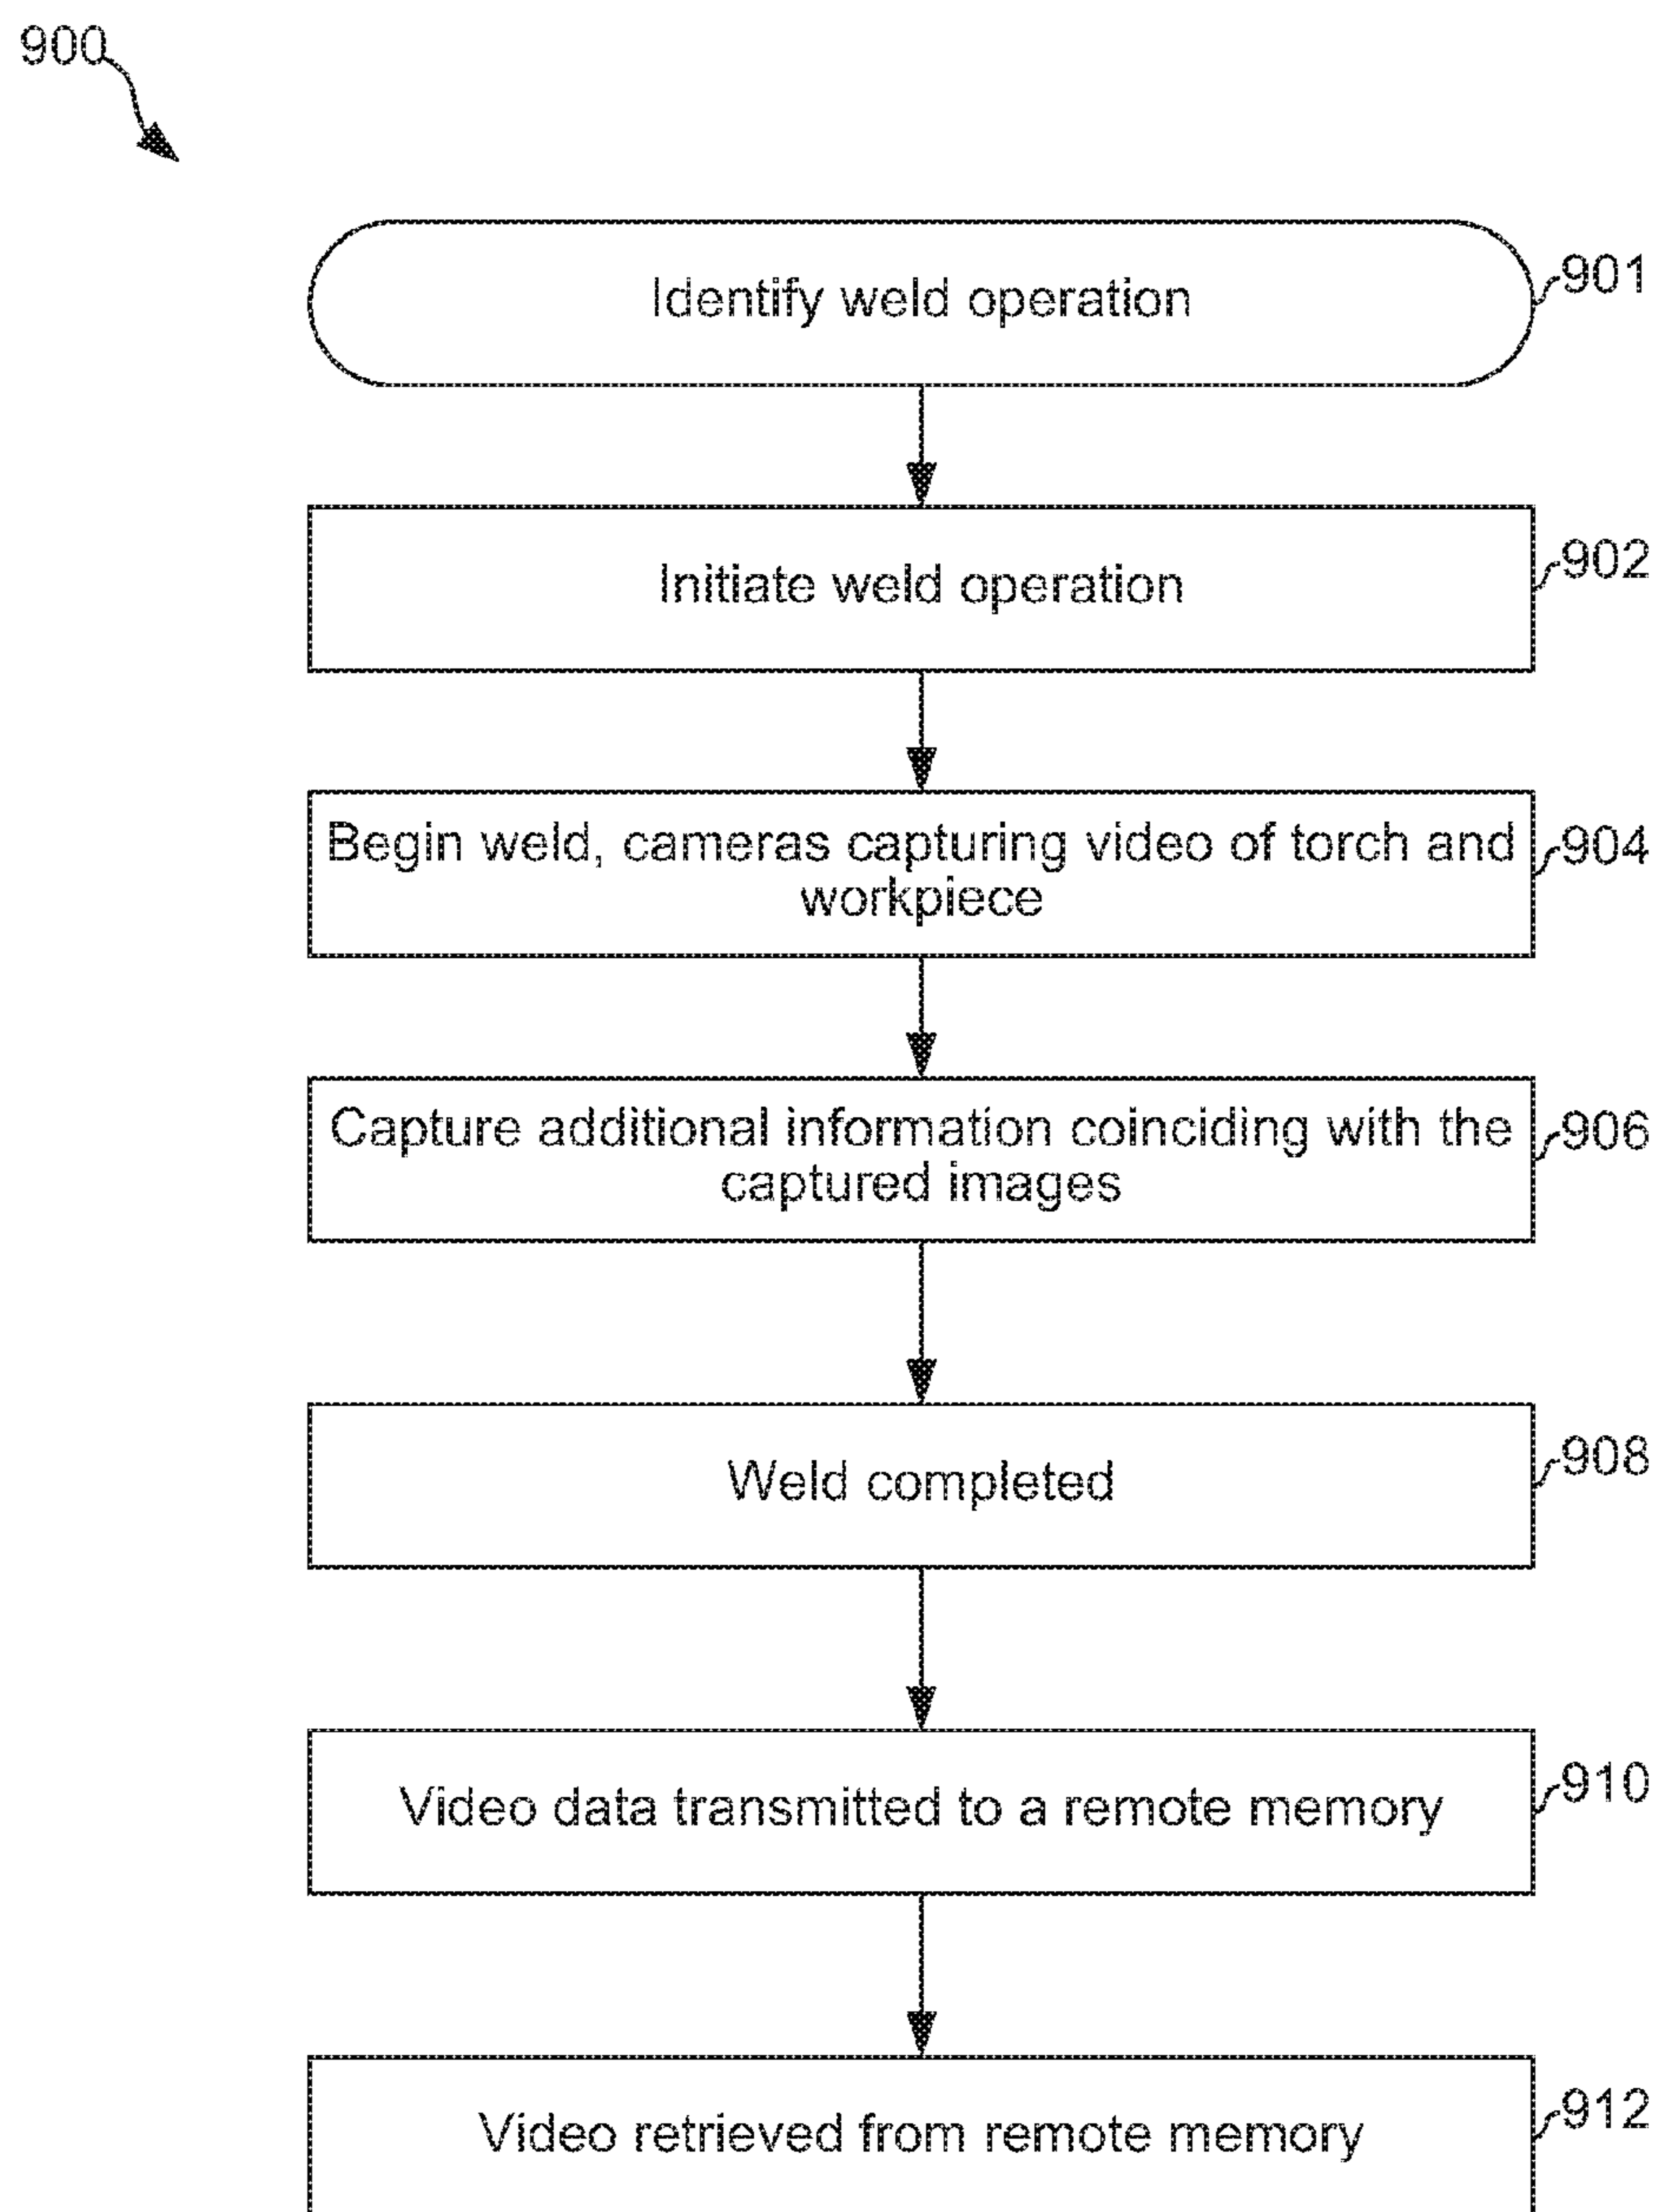 900
Identify weld operation
901
Initiate weld operation
902
Begin weld, cameras capturing video of torch and
workpiece
904
Capture additional information coinciding with the
captured images
906
Weld completed
908
Video data transmitted to a remote memory
910
Video retrieved from remote memory
912